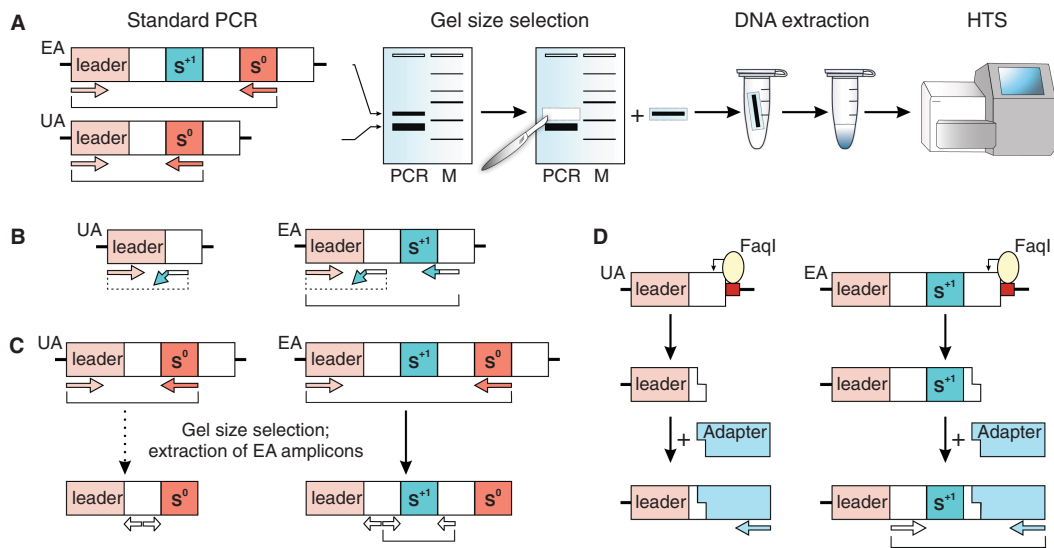 A
Standard PCR
Gel size selection
DNA extraction
HTS
EA
leader
S+1
S0
UA
leader
S0
PCR
M
PCR
M
+
B
UA
leader
EA
leader
S+1
C
UA
leader
S0
EA
leader
S+1
S0
Gel size selection;
extraction of EA amplicons
leader
S0
leader
S+1
S0
D
UA
leader
FaqI
EA
leader
S+1
FaqI
leader
leader
S+1
+
Adapter
+
Adapter
leader
leader
S+1